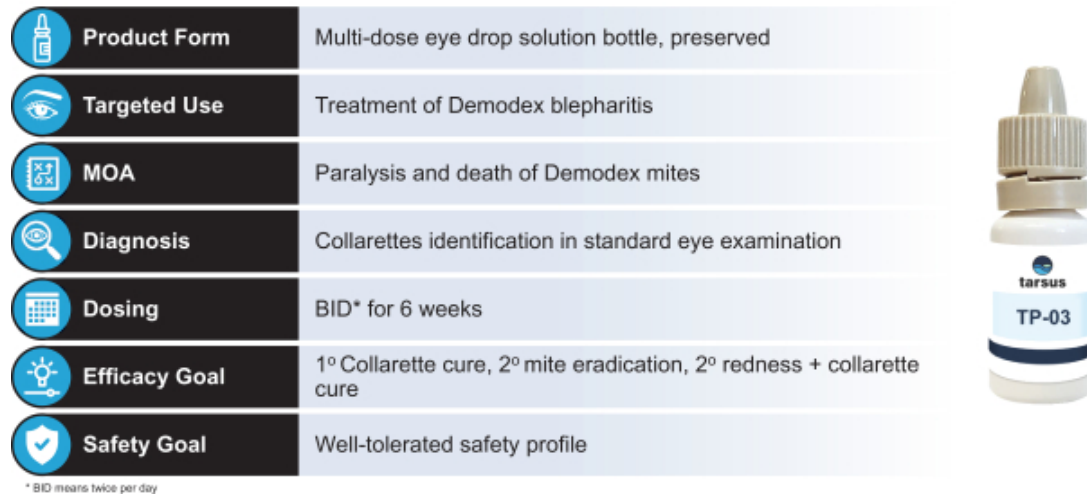 Product Form
Multi-dose eye drop solution bottle, preserved
Targeted Use
Treatment of Demodex blepharitis
MOA
Paralysis and death of Demodex mites
Diagnosis
Collarettes identification in standard eye examination
Dosing
BID* for 6 weeks
Efficacy Goal
1º Collarette cure, 2º mite eradication, 2º redness + collarette
cure
Safety Goal
Well-tolerated safety profile
* BID means twice per day
tarsus
TP-03